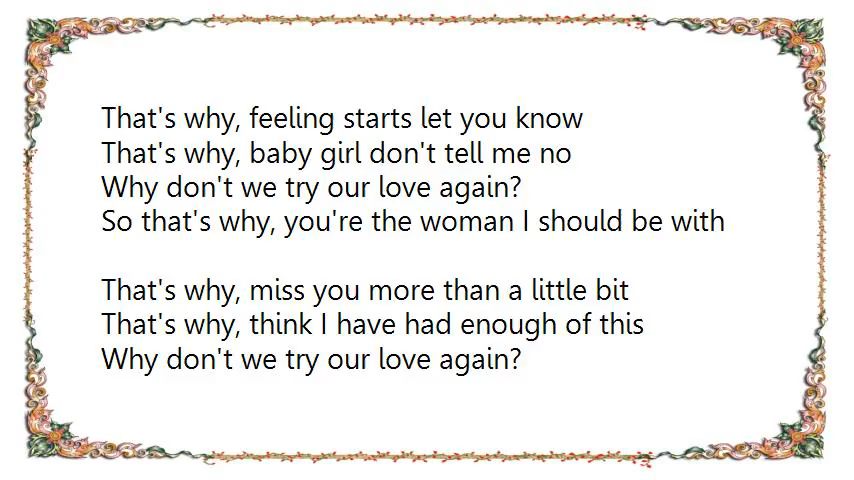 That's why, feeling starts let you know
That's why, baby girl don't tell me no
Why don't we try our love again?
So that's why, you're the woman I should be with
That's why, miss you more than a little bit
That's why, think I have had enough of this
Why don't we try our love again?